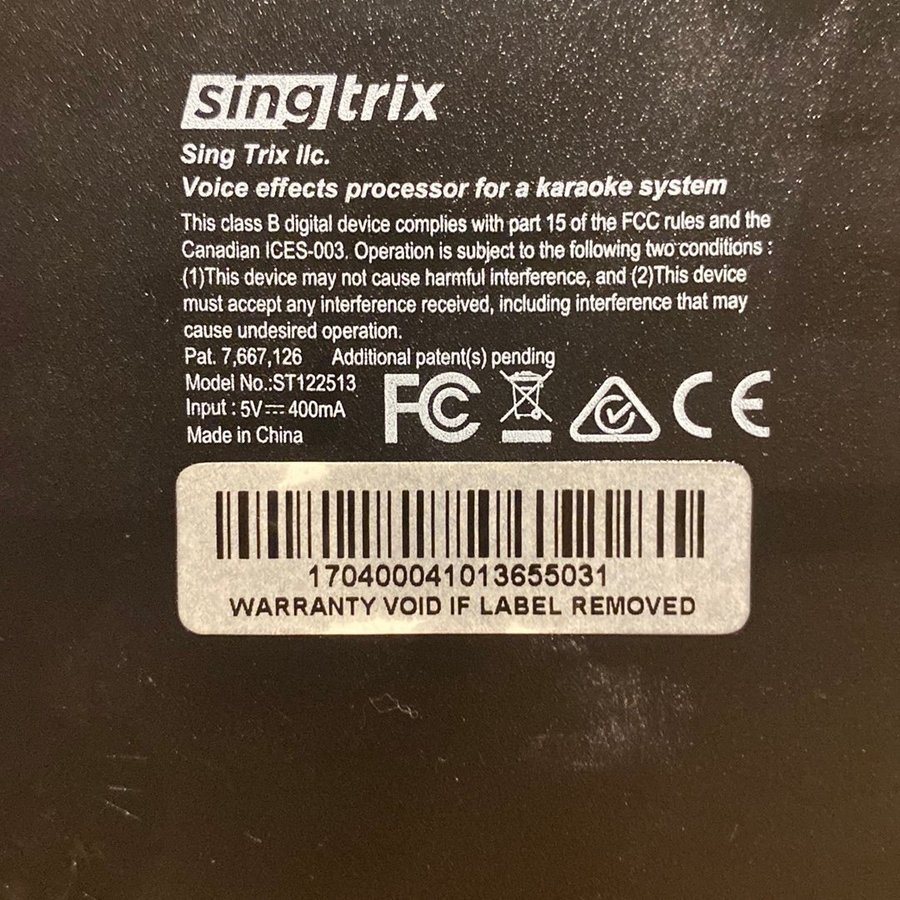 singtrix
Sing Trix llc.
Voice effects processor for a karaoke system
This class B digital device complies with part 15 of the FCC rules and the
Canadian ICES-003. Operation is subject to the following two conditions :
(1)This device may not cause harmful interference, and (2)This device
must accept any interference received, including interference that may
cause undesired operation.
Pat. 7,667,126 Additional patent(s) pending
Model No.:ST122513
Input : 5V⎓400mA
Made in China
FC CE
170400041013655031
WARRANTY VOID IF LABEL REMOVED